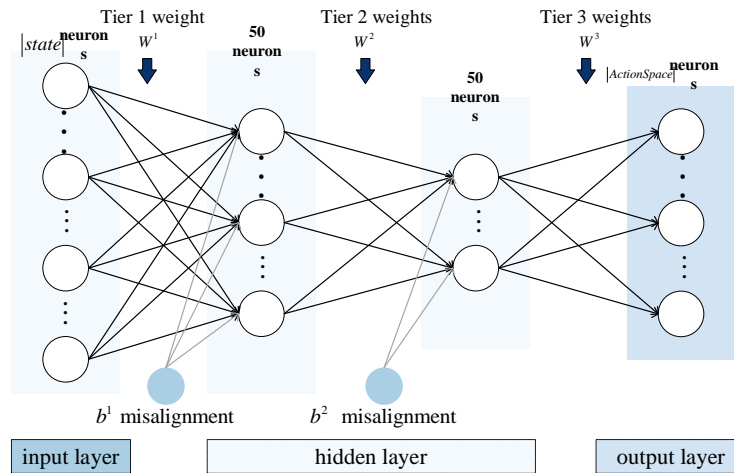 Tier 1 weight
W¹
Tier 2 weights
W²
Tier 3 weights
W³
|state|
neuron
s
50
neuron
s
50
neuron
s
|ActionSpace|
neuron
s
b¹ misalignment
b² misalignment
input layer
hidden layer
output layer